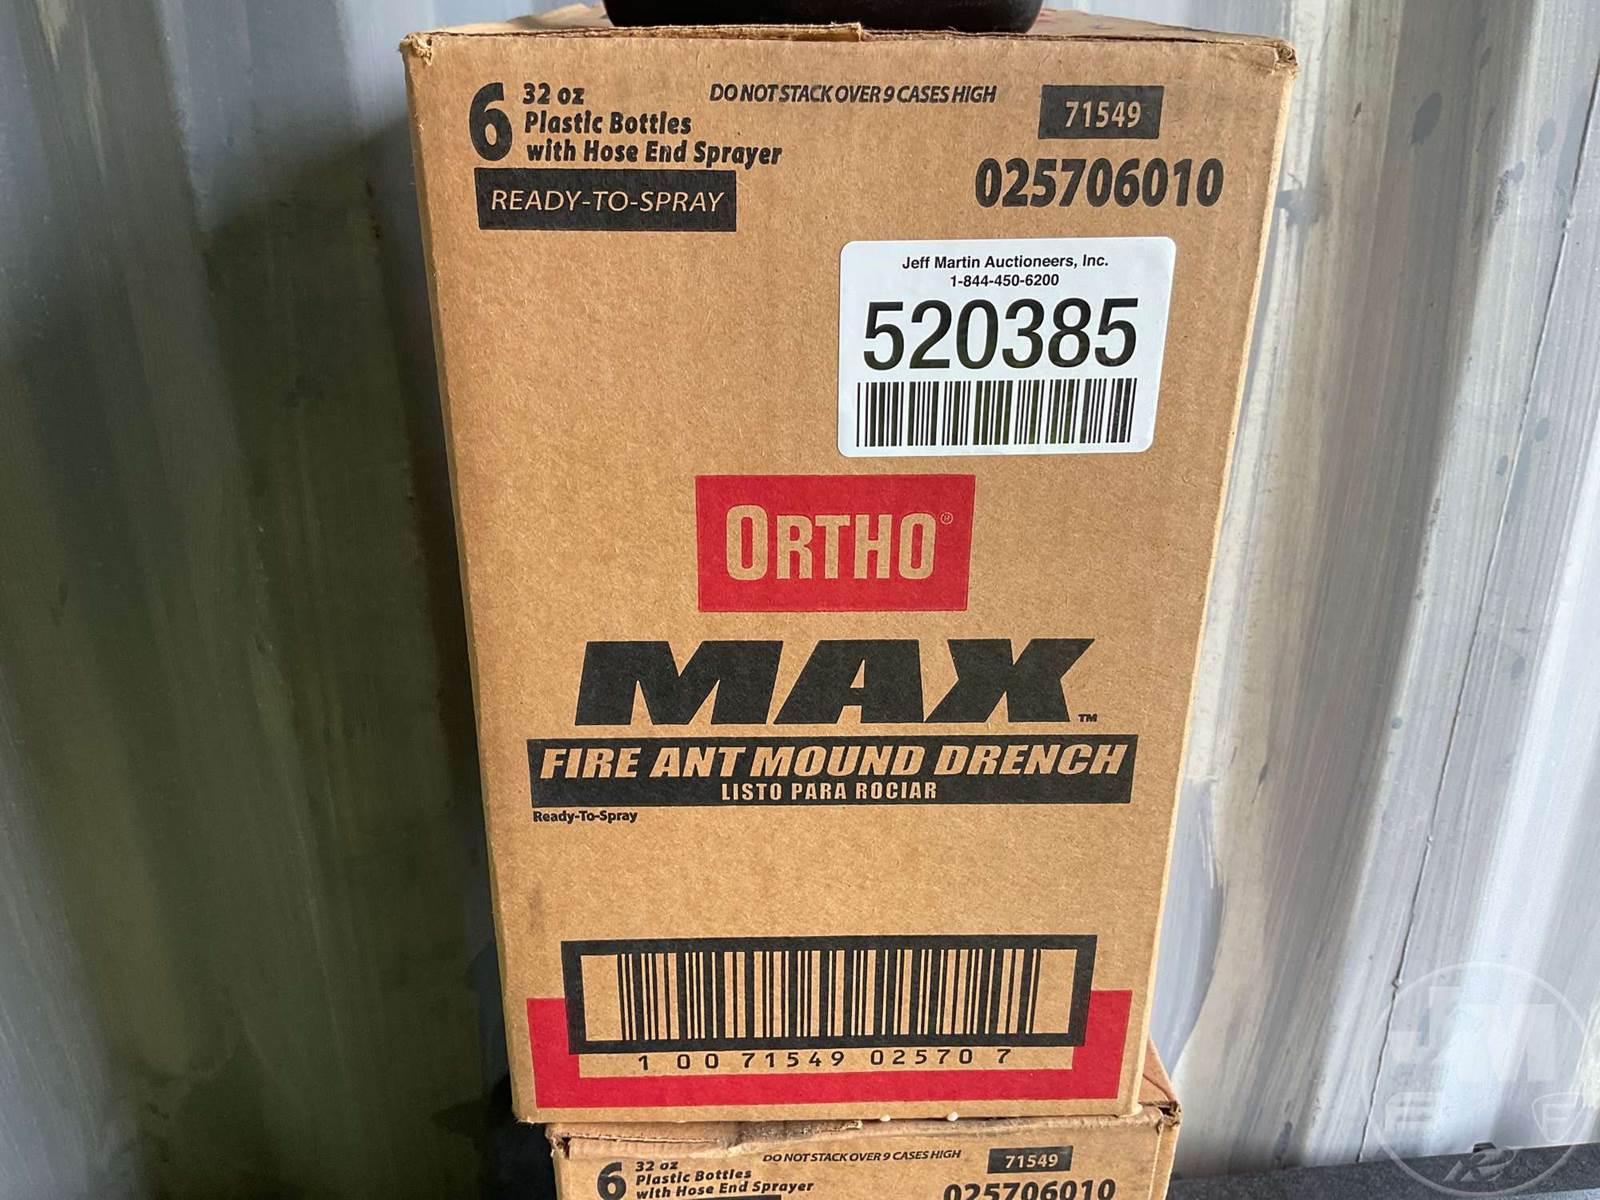 6 32 oz
Plastic Bottles
with Hose End Sprayer
READY-TO-SPRAY
DO NOT STACK OVER 9 CASES HIGH
71549
025706010
Jeff Martin Auctioneers, Inc.
1-844-450-6200
520385
ORTHO®
MAX™
FIRE ANT MOUND DRENCH
LISTO PARA ROCIAR
Ready-To-Spray
1 00 71549 02570 7
6 32 oz
Plastic Bottles
with Hose End Sprayer
DO NOT STACK OVER 9 CASES HIGH
71549
025706010
JM